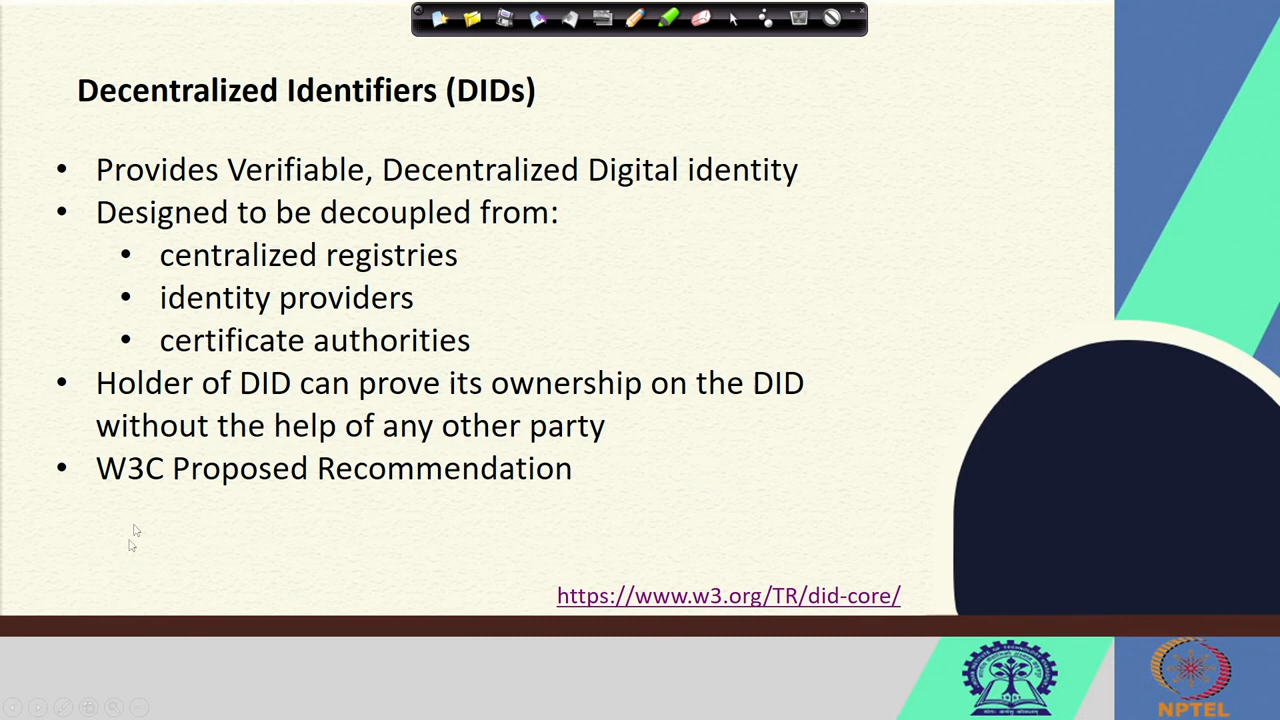 Decentralized Identifiers (DIDs)
• Provides Verifiable, Decentralized Digital identity
• Designed to be decoupled from:
• centralized registries
• identity providers
• certificate authorities
• Holder of DID can prove its ownership on the DID
without the help of any other party
• W3C Proposed Recommendation
https://www.w3.org/TR/did-core/
NPTEL